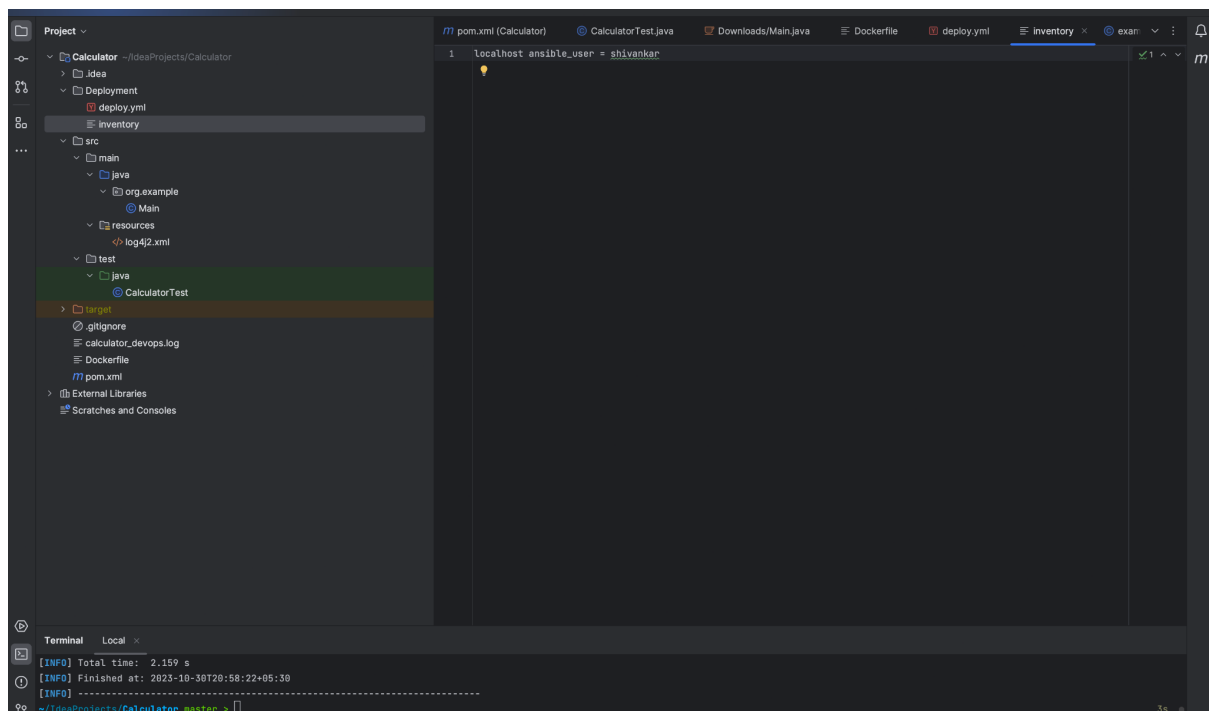 Project
Calculator ~/IdeaProjects/Calculator
.idea
Deployment
deploy.yml
inventory
src
main
java
org.example
Main
resources
log4j2.xml
test
java
CalculatorTest
target
.gitignore
calculator_devops.log
Dockerfile
pom.xml
External Libraries
Scratches and Consoles
pom.xml (Calculator) CalculatorTest.java Downloads/Main.java Dockerfile deploy.yml inventory exam
1 localhost ansible_user = shivankar
1
Terminal Local
[INFO] Total time: 2.159 s
[INFO] Finished at: 2023-10-30T20:58:22+05:30
[INFO] ------------------------------------------------------------------------
~/IdeaProjects/Calculator master > 3s